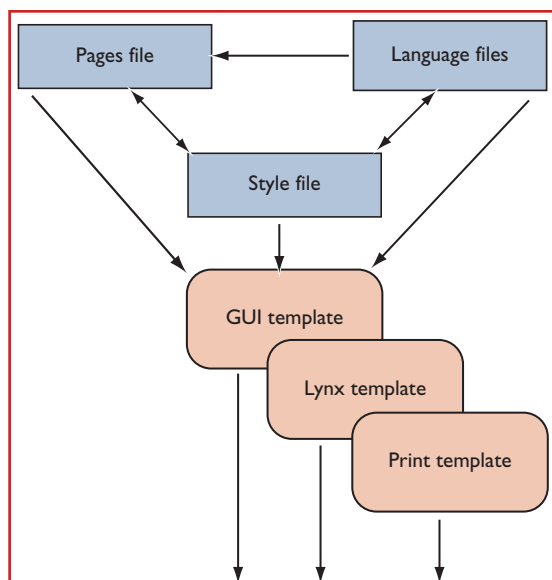 Pages file
Language files
Style file
GUI template
Lynx template
Print template